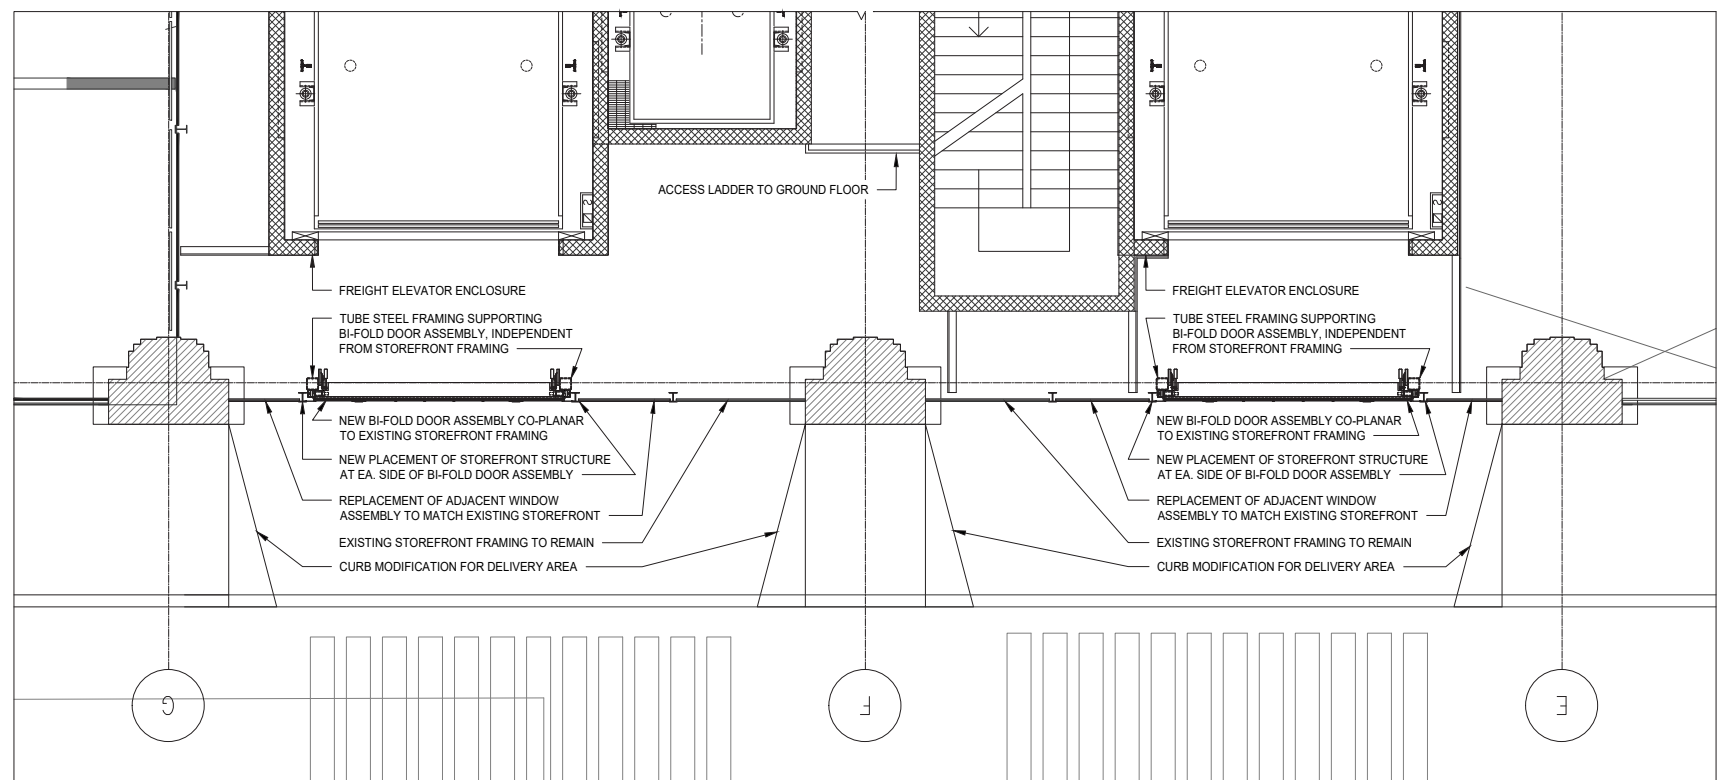 ACCESS LADDER TO GROUND FLOOR
FREIGHT ELEVATOR ENCLOSURE
TUBE STEEL FRAMING SUPPORTING
BI-FOLD DOOR ASSEMBLY, INDEPENDENT
FROM STOREFRONT FRAMING
NEW BI-FOLD DOOR ASSEMBLY CO-PLANAR
TO EXISTING STOREFRONT FRAMING
NEW PLACEMENT OF STOREFRONT STRUCTURE
AT EA. SIDE OF BI-FOLD DOOR ASSEMBLY
REPLACEMENT OF ADJACENT WINDOW
ASSEMBLY TO MATCH EXISTING STOREFRONT
EXISTING STOREFRONT FRAMING TO REMAIN
CURB MODIFICATION FOR DELIVERY AREA
FREIGHT ELEVATOR ENCLOSURE
TUBE STEEL FRAMING SUPPORTING
BI-FOLD DOOR ASSEMBLY, INDEPENDENT
FROM STOREFRONT FRAMING
NEW BI-FOLD DOOR ASSEMBLY CO-PLANAR
TO EXISTING STOREFRONT FRAMING
NEW PLACEMENT OF STOREFRONT STRUCTURE
AT EA. SIDE OF BI-FOLD DOOR ASSEMBLY
REPLACEMENT OF ADJACENT WINDOW
ASSEMBLY TO MATCH EXISTING STOREFRONT
EXISTING STOREFRONT FRAMING TO REMAIN
CURB MODIFICATION FOR DELIVERY AREA
G
F
E